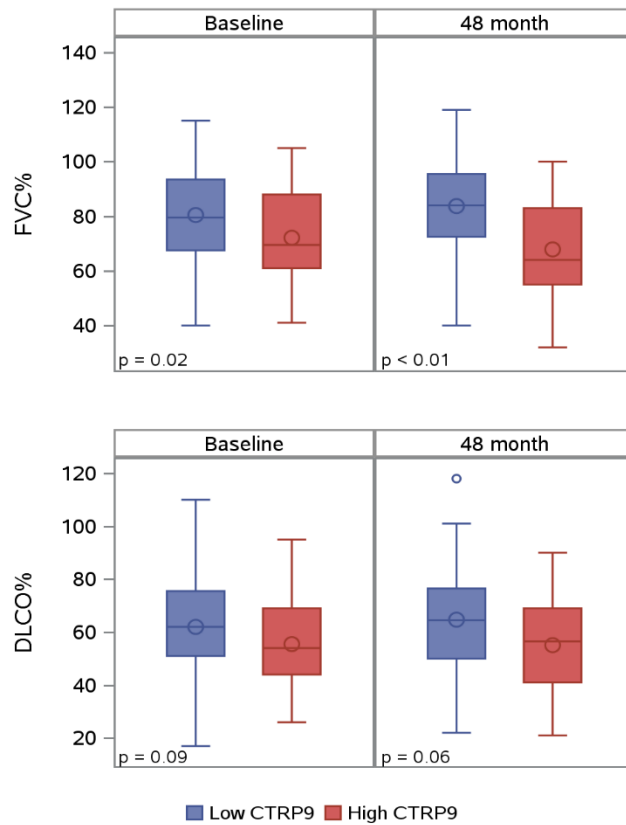 Baseline 48 month
140
120
100
80
60
40
FVC%
p = 0.02 p < 0.01
Baseline 48 month
120
100
80
60
40
20
DLCO%
p = 0.09 p = 0.06
Low CTRP9 High CTRP9